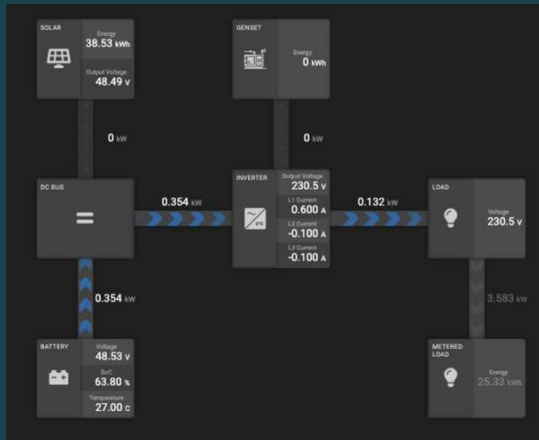 SOLAR
Energy
38.53 kWh
Output Voltage
48.49 V
GENSET
Energy
0 kWh
0 kW
0 kW
DC BUS
0.354 kW
INVERTER
Output Voltage
230.5 V
L1 Current
0.600 A
L2 Current
-0.100 A
L3 Current
-0.100 A
0.132 kW
LOAD
Voltage
230.5 V
0.354 kW
3.583 kW
BATTERY
Voltage
48.53 V
SoC
63.80 %
Temperature
27.00 C
METERED
LOAD
Energy
25.33 kWh